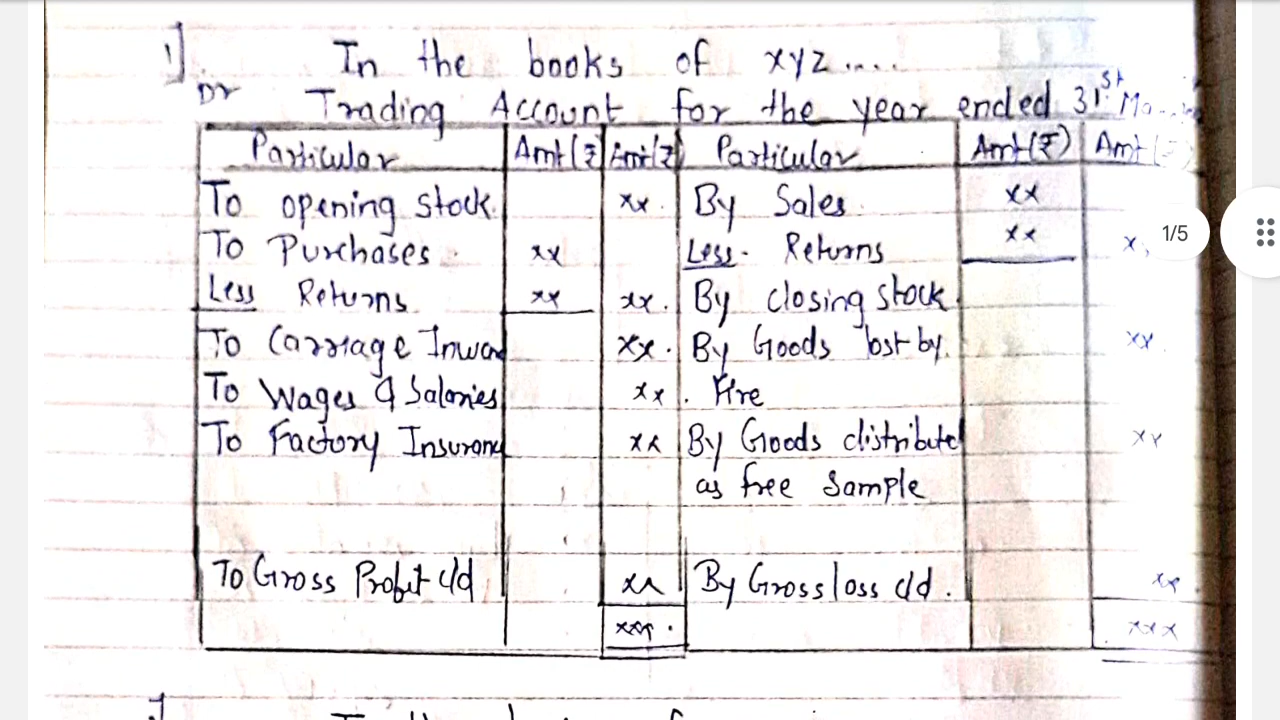 1]
In the books of xyz....
Dr Trading Account for the year ended 31st
Particular Amt(₹) Amt(₹) Particular Amt(₹) Amt
To opening stock xx. By Sales xx
To Purchases xx Less Returns xx 1/5
Less Returns xx xx. By closing stock
To Carriage Inwar xx. By Goods lost by xx
To Wages & Salaries xx. Fire
To Factory Insuranc xx By Goods distributed xx
as free sample
To Gross Profit c/d xx By Gross loss c/d. xx
xxx. xxx